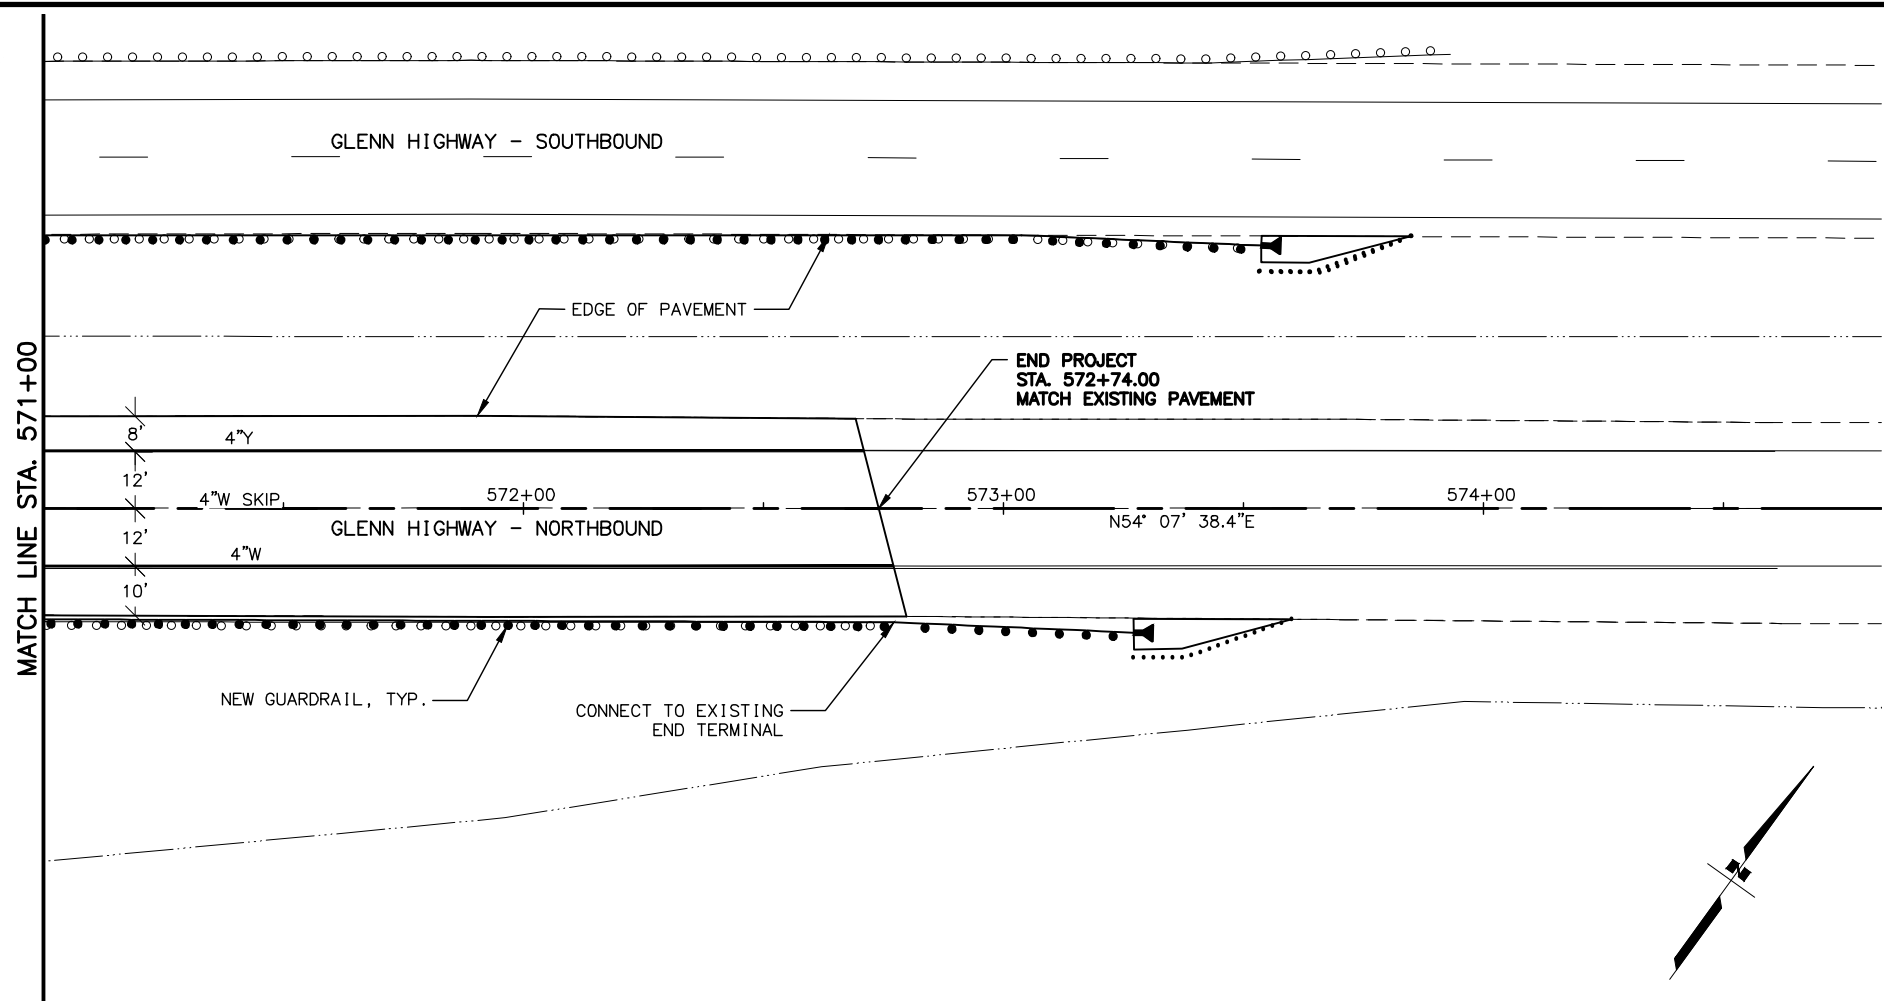 GLENN HIGHWAY - SOUTHBOUND
EDGE OF PAVEMENT
END PROJECT
STA. 572+74.00
MATCH EXISTING PAVEMENT
MATCH LINE STA. 571+00
8'
4"Y
12'
4"W SKIP
572+00
573+00
574+00
N54° 07' 38.4"E
GLENN HIGHWAY - NORTHBOUND
12'
4"W
10'
NEW GUARDRAIL, TYP.
CONNECT TO EXISTING
END TERMINAL
N